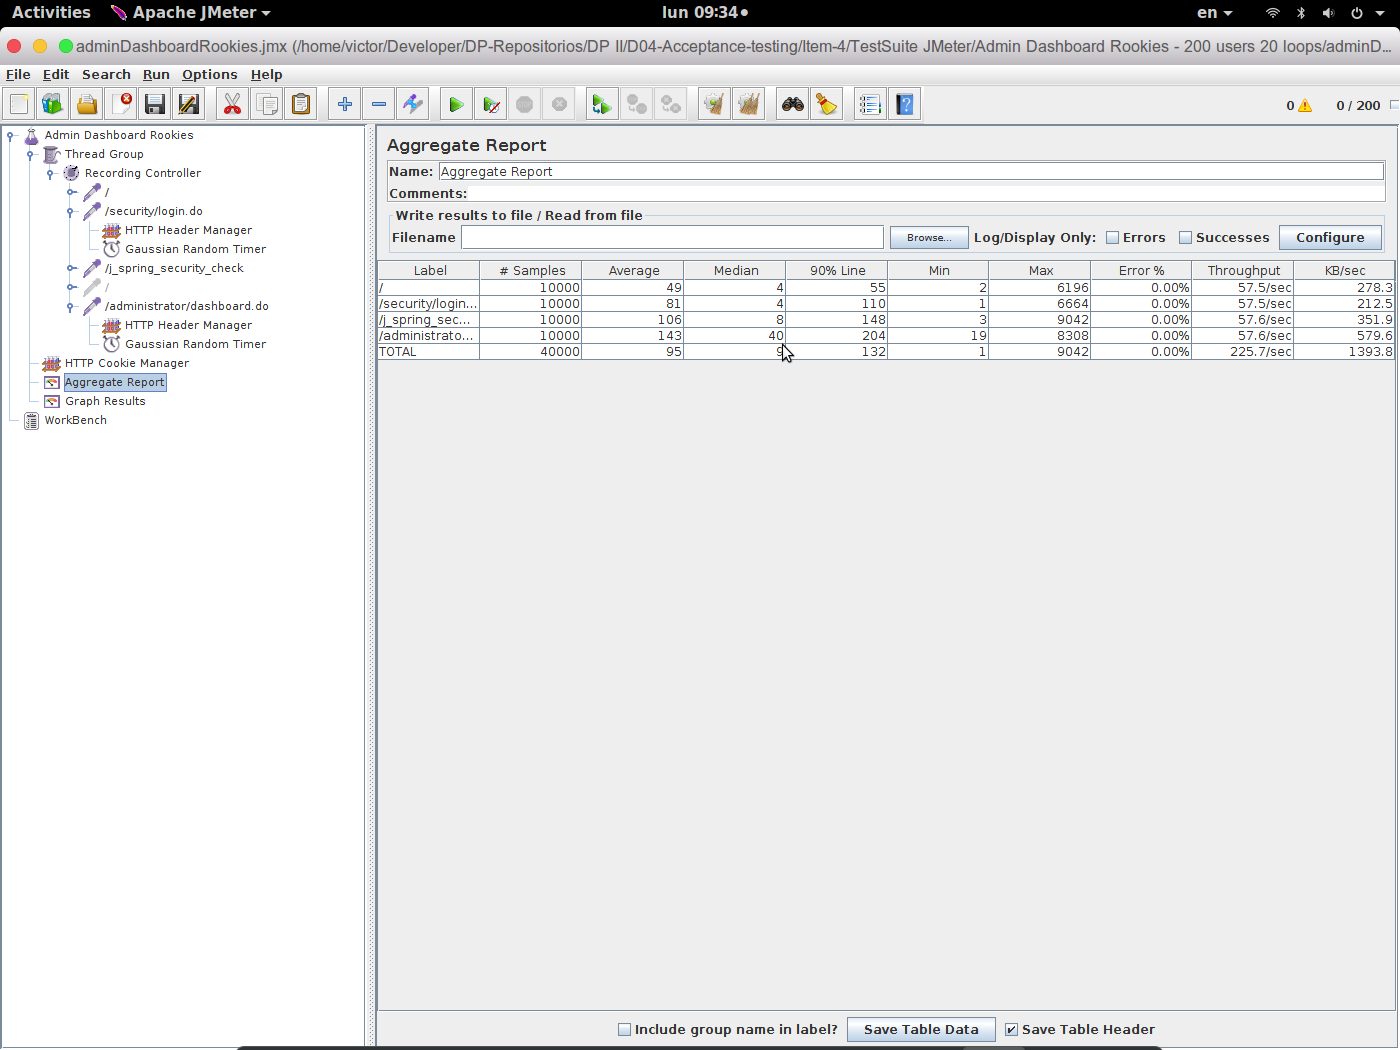 Activities Apache JMeter lun 09:34 en
adminDashboardRookies.jmx (/home/victor/Developer/DP-Repositorios/DP II/D04-Acceptance-testing/Item-4/TestSuite JMeter/Admin Dashboard Rookies - 200 users 20 loops/adminD...
File Edit Search Run Options Help
0 0 / 200
Admin Dashboard Rookies
Thread Group
Recording Controller
/
/security/login.do
HTTP Header Manager
Gaussian Random Timer
/j_spring_security_check
/
/administrator/dashboard.do
HTTP Header Manager
Gaussian Random Timer
HTTP Cookie Manager
Aggregate Report
Graph Results
WorkBench
Aggregate Report
Name: Aggregate Report
Comments:
Write results to file / Read from file
Filename Browse... Log/Display Only: Errors Successes Configure
Label # Samples Average Median 90% Line Min Max Error % Throughput KB/sec
/ 10000 49 4 55 2 6196 0.00% 57.5/sec 278.3
/security/login... 10000 81 4 110 1 6664 0.00% 57.5/sec 212.5
/j_spring_sec... 10000 106 8 148 3 9042 0.00% 57.6/sec 351.9
/administrato... 10000 143 40 204 19 8308 0.00% 57.6/sec 579.6
TOTAL 40000 95 9 132 1 9042 0.00% 225.7/sec 1393.8
Include group name in label? Save Table Data Save Table Header